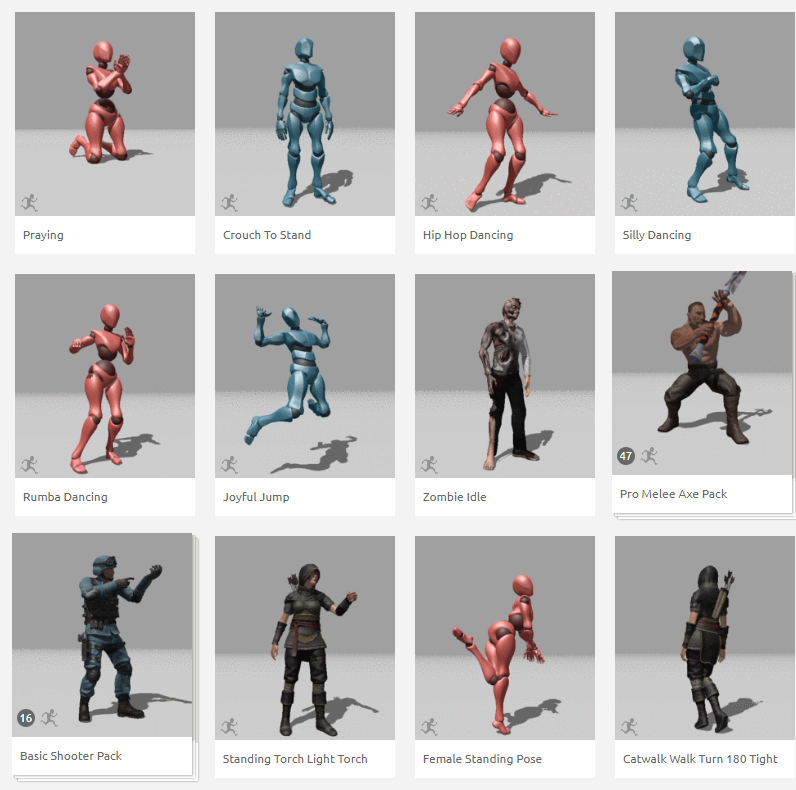 Praying
Crouch To Stand
Hip Hop Dancing
Silly Dancing
Rumba Dancing
Joyful Jump
Zombie Idle
47
Pro Melee Axe Pack
16
Basic Shooter Pack
Standing Torch Light Torch
Female Standing Pose
Catwalk Walk Turn 180 Tight